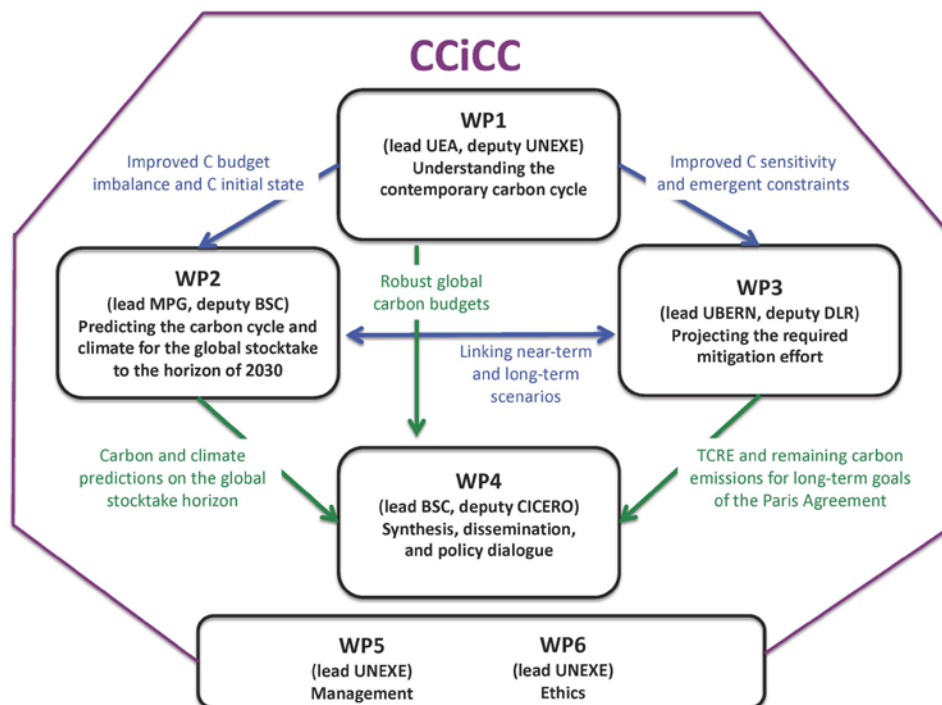 CCiCC
WP1
(lead UEA, deputy UNEXE)
Understanding the
contemporary carbon cycle
Improved C budget
imbalance and C initial state
Improved C sensitivity
and emergent constraints
WP2
(lead MPG, deputy BSC)
Predicting the carbon cycle and
climate for the global stocktake
to the horizon of 2030
Robust global
carbon budgets
WP3
(lead UBERN, deputy DLR)
Projecting the required
mitigation effort
Linking near-term
and long-term
scenarios
Carbon and climate
predictions on the global
stocktake horizon
WP4
(lead BSC, deputy CICERO)
Synthesis, dissemination,
and policy dialogue
TCRE and remaining carbon
emissions for long-term goals
of the Paris Agreement
WP5
(lead UNEXE)
Management
WP6
(lead UNEXE)
Ethics